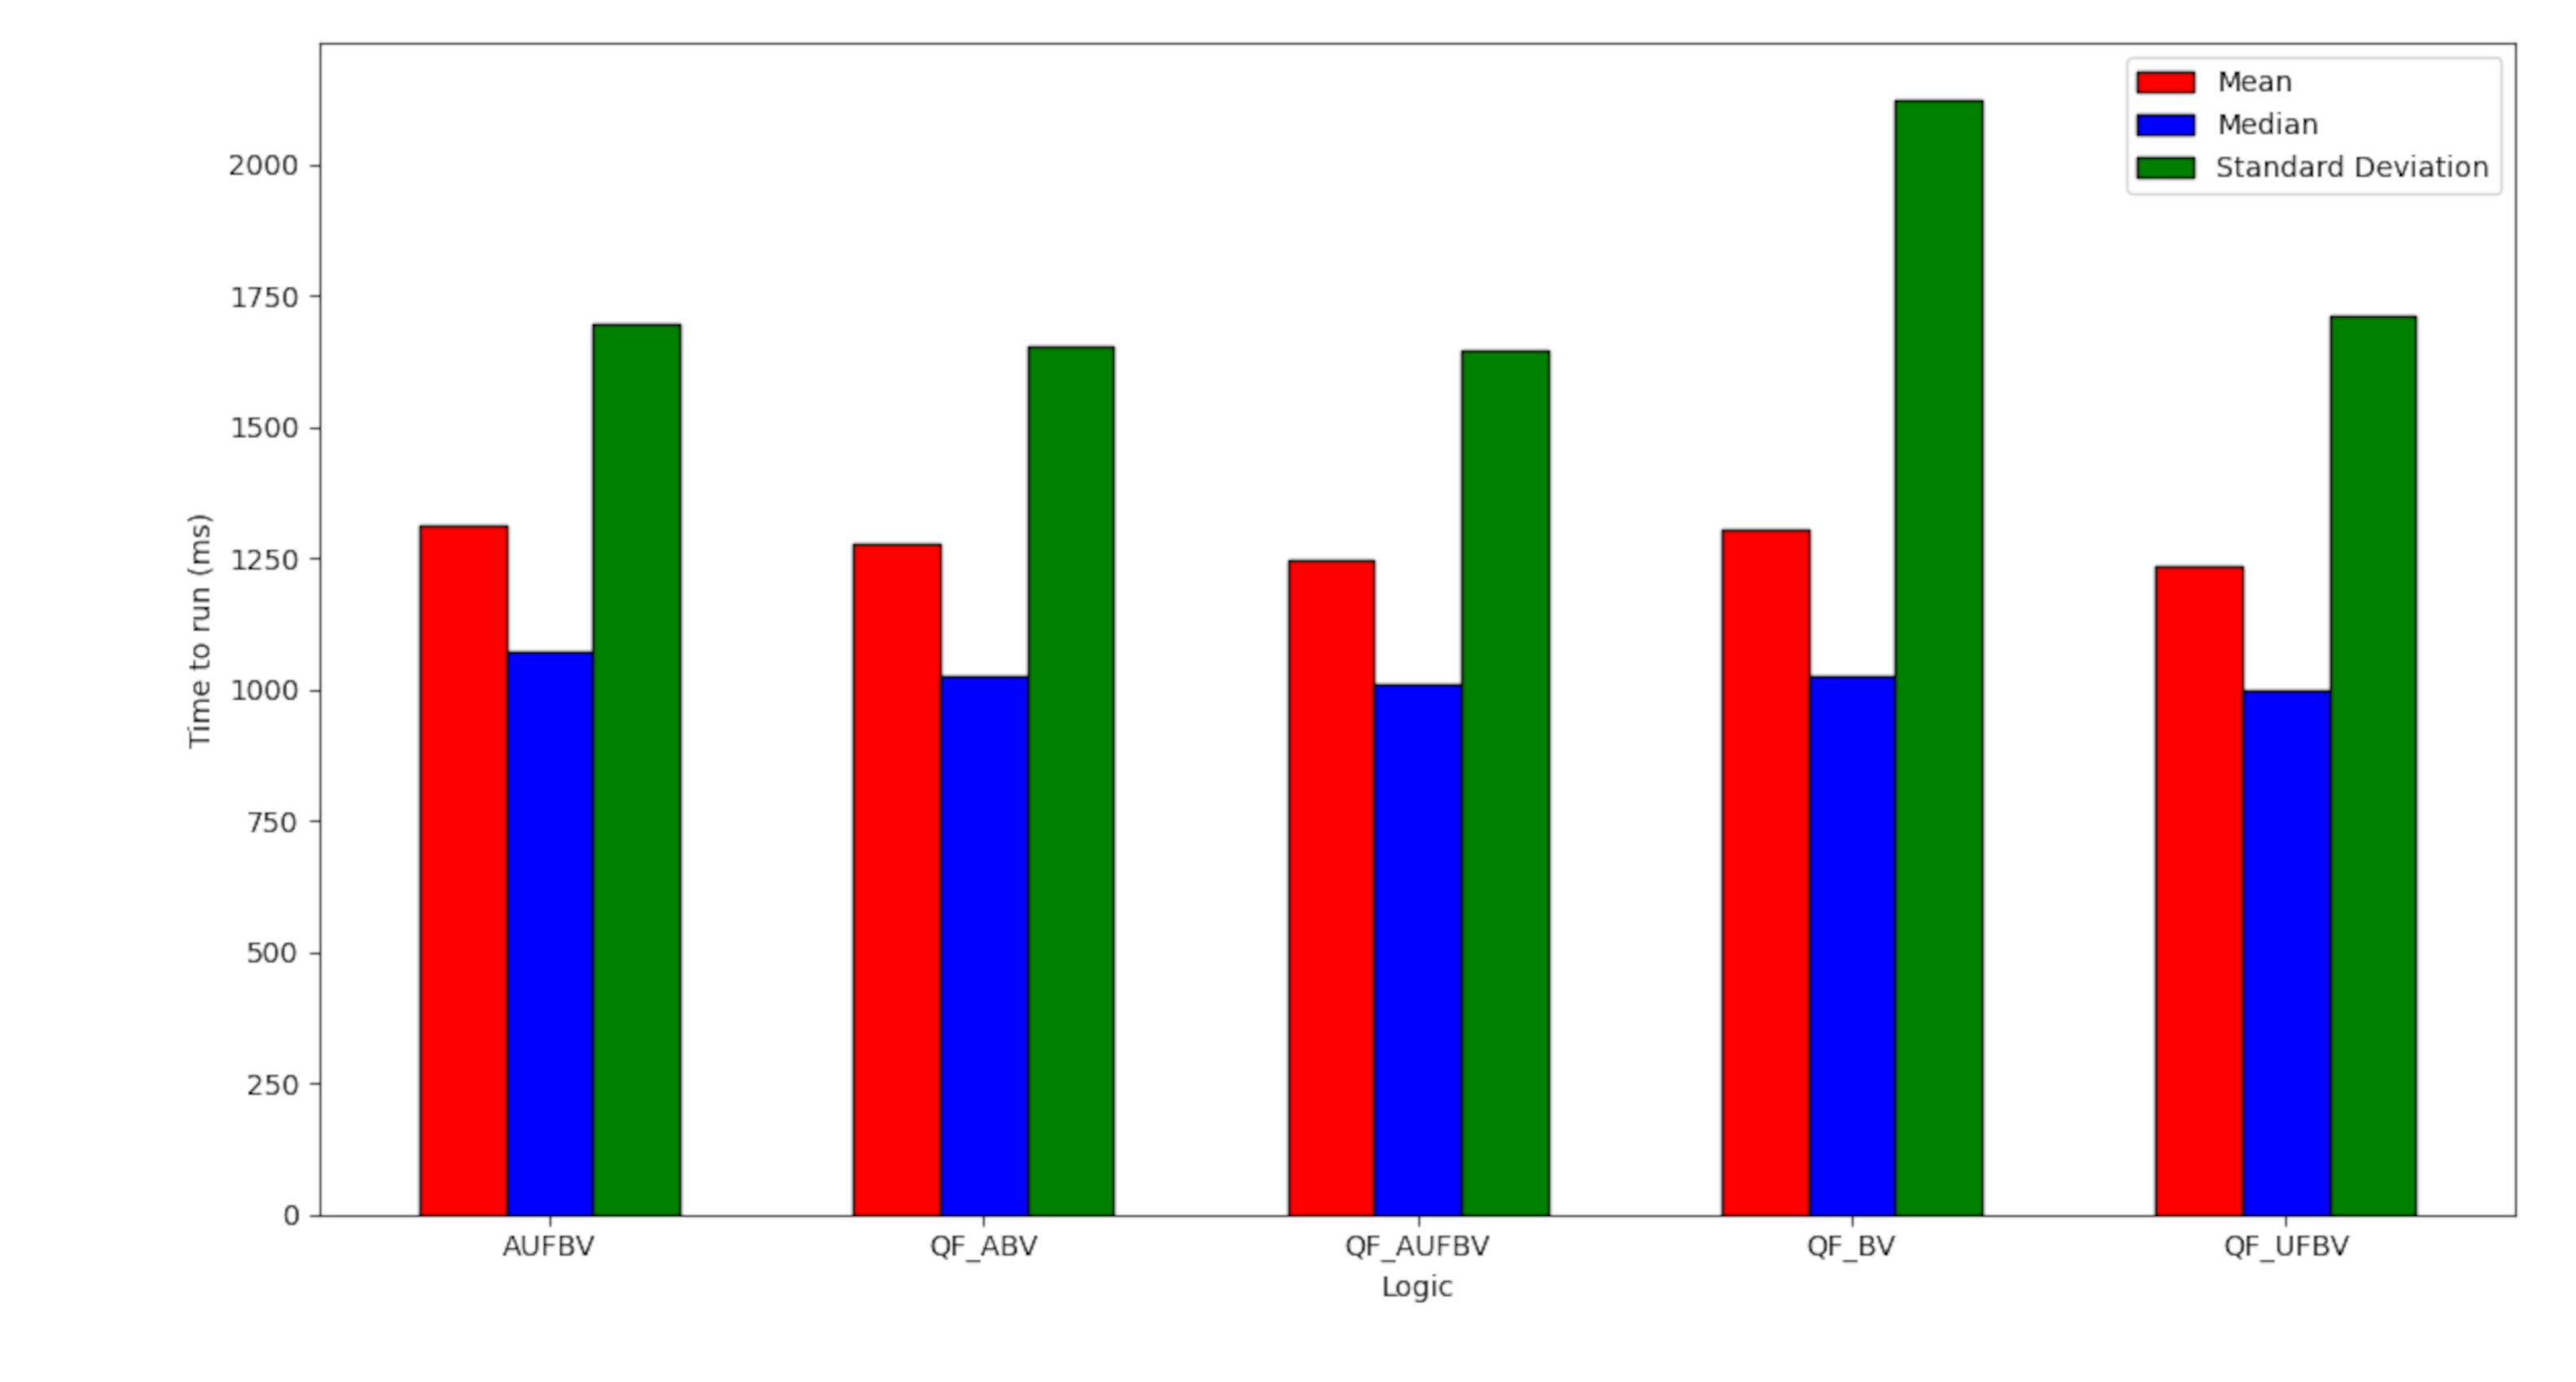 Mean
Median
Standard Deviation
2000
1750
1500
1250
1000
750
500
250
0
Time to run (ms)
AUFBV QF_ABV QF_AUFBV QF_BV QF_UFBV
Logic